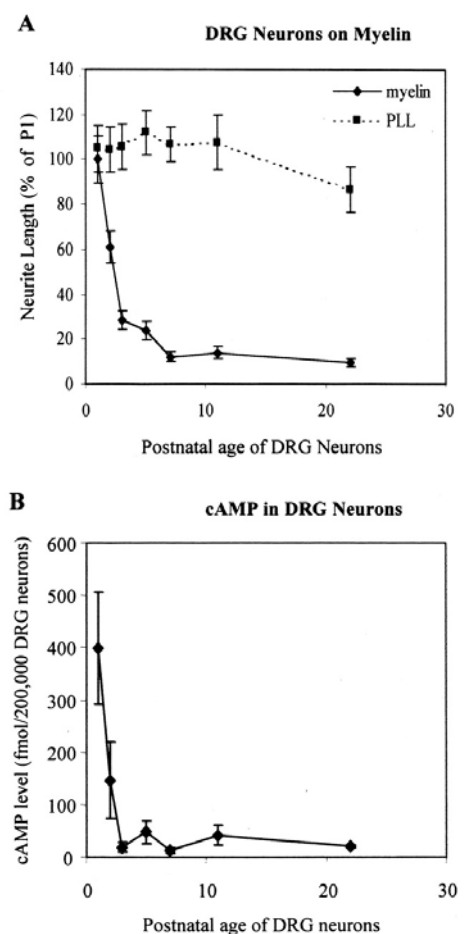 A
DRG Neurons on Myelin
Neurite Length (% of P1)
140
120
100
80
60
40
20
0
myelin
PLL
0 10 20 30
Postnatal age of DRG Neurons
B
cAMP in DRG Neurons
cAMP level (fmol/200,000 DRG neurons)
600
500
400
300
200
100
0
0 10 20 30
Postnatal age of DRG neurons